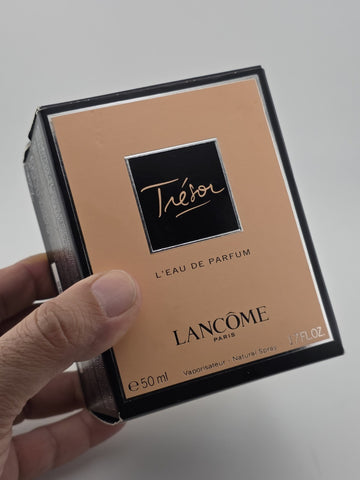 Trésor
L'EAU DE PARFUM
LANCÔME
PARIS
℮ 50 ml Vaporisateur - Natural Spray 1.7 FL.OZ.